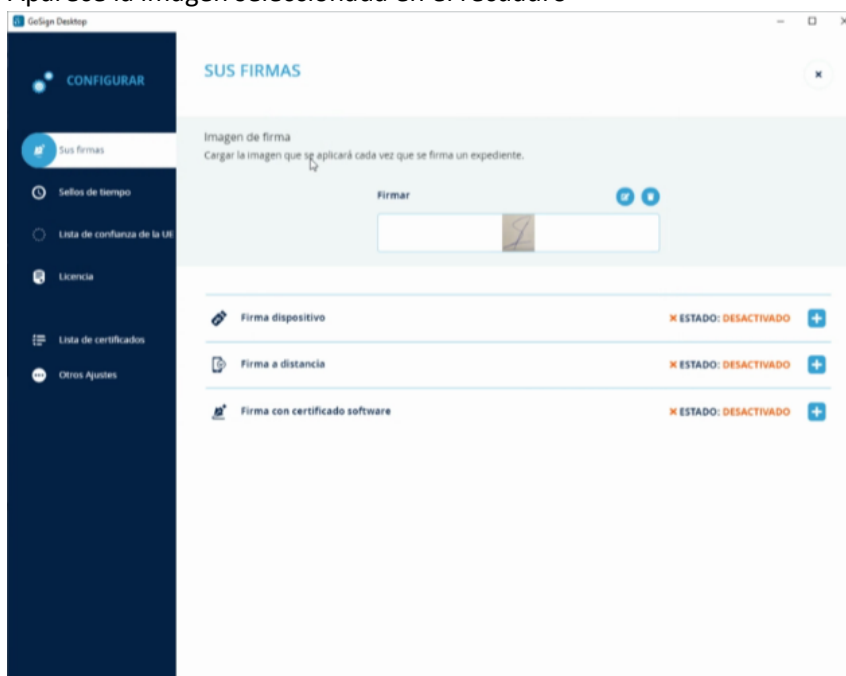 Aparece la imagen seleccionada en el recuadro
GoSign Desktop
CONFIGURAR
SUS FIRMAS
Sus firmas
Imagen de firma
Cargar la imagen que se aplicará cada vez que se firma un expediente.
Sellos de tiempo
Firmar
Lista de confianza de la UE
Licencia
Firma dispositivo
ESTADO: DESACTIVADO
Lista de certificados
Firma a distancia
ESTADO: DESACTIVADO
Otros Ajustes
Firma con certificado software
ESTADO: DESACTIVADO